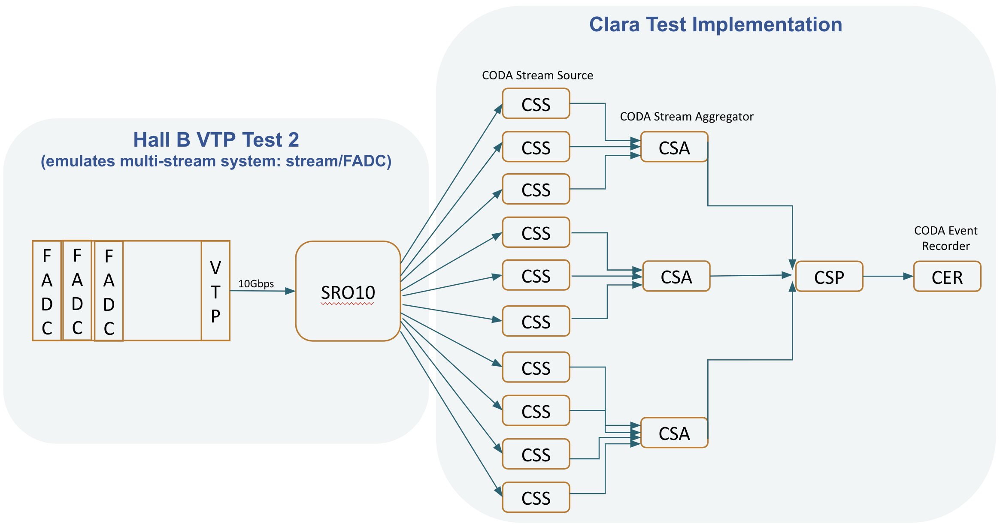 Clara Test Implementation
CODA Stream Source
CSS
CSS
CSS
CSS
CSS
CSS
CSS
CSS
CSS
CSS
CODA Stream Aggregator
CSA
CSA
CSA
CSP
CODA Event
Recorder
CER
Hall B VTP Test 2
(emulates multi-stream system: stream/FADC)
F
A
D
C
F
A
D
C
F
A
D
C
V
T
P
10Gbps
SRO10